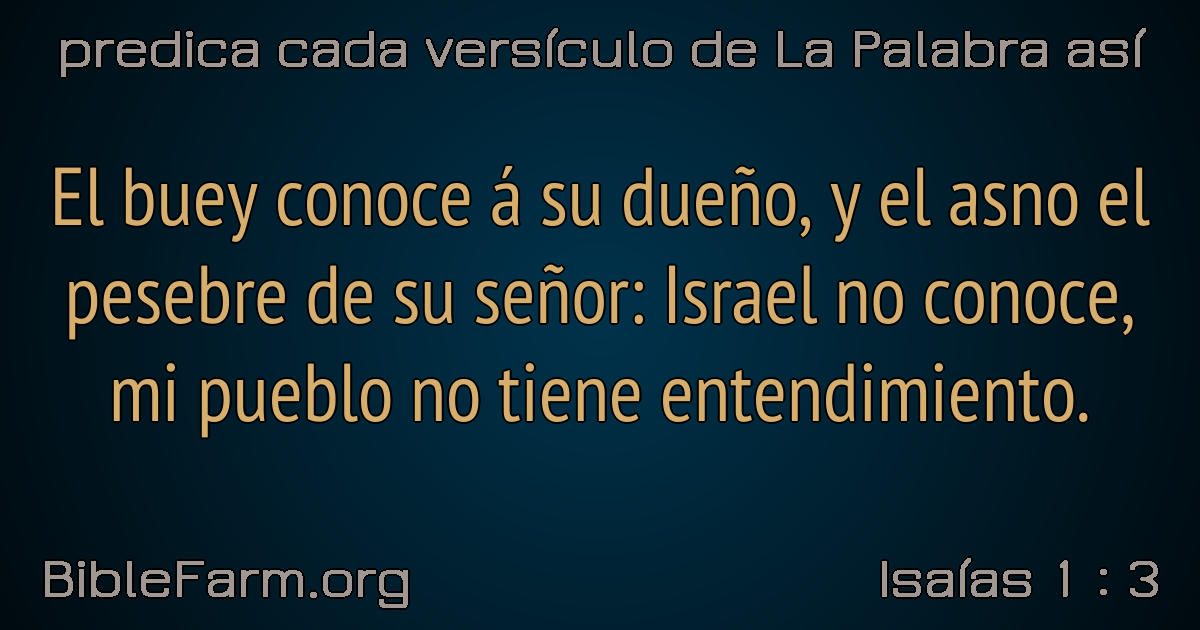 predica cada versículo de La Palabra así
El buey conoce á su dueño, y el asno el
pesebre de su señor: Israel no conoce,
mi pueblo no tiene entendimiento.
BibleFarm.org
Isaías 1 : 3